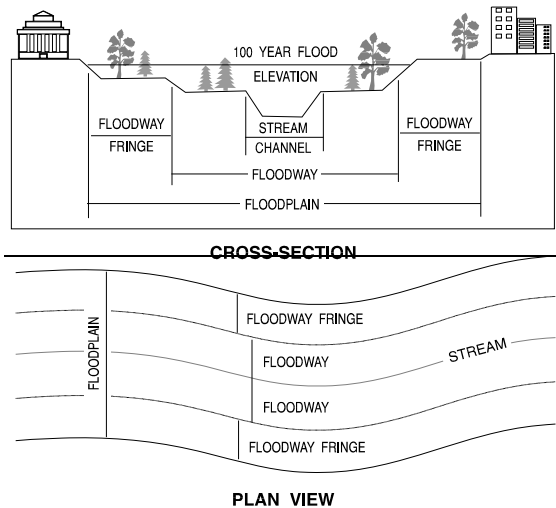 100 YEAR FLOOD
ELEVATION
FLOODWAY
FRINGE
STREAM
CHANNEL
FLOODWAY
FRINGE
FLOODWAY
FLOODPLAIN
CROSS-SECTION
FLOODPLAIN
FLOODWAY FRINGE
FLOODWAY
STREAM
FLOODWAY
FLOODWAY FRINGE
PLAN VIEW